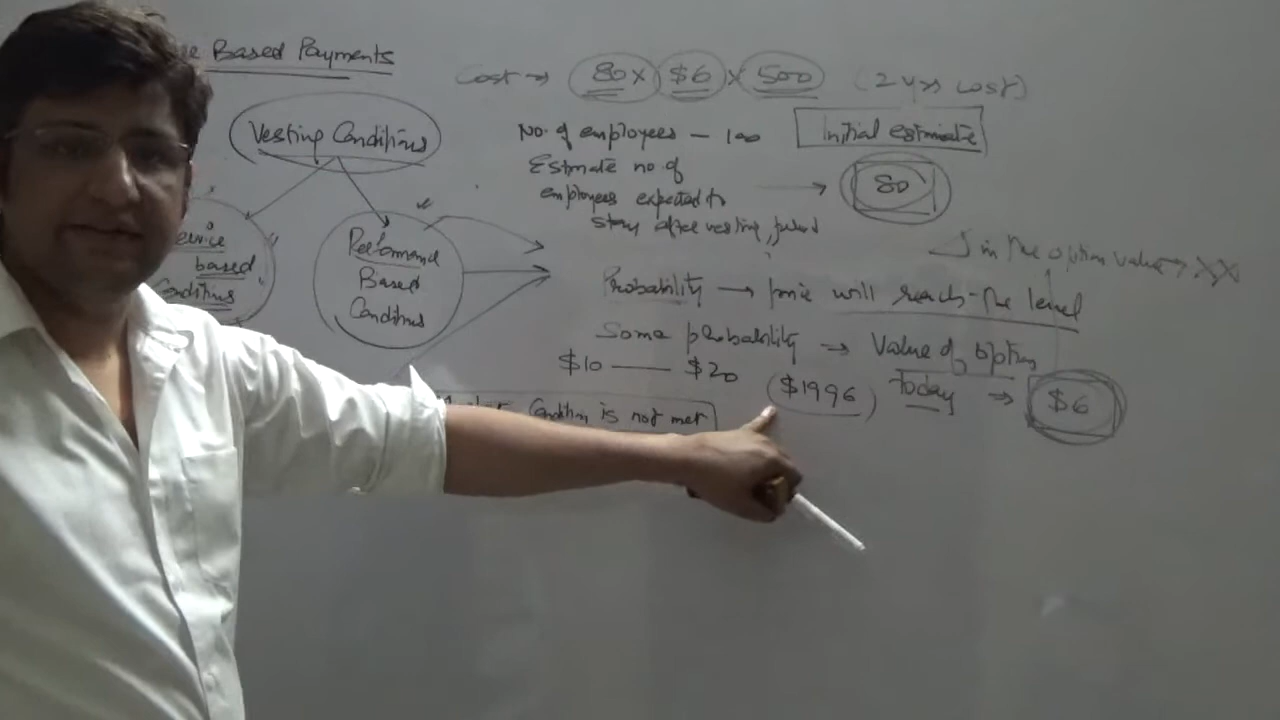 Based Payments
Cost → 80 × $6 × 500 (2 yrs cost)
Vesting Conditions
No. of employees — 100
Initial estimate
Estimate no. of
employees expected to
stay after vesting period
→ 80
based
Conditions
Performance
Based
Conditions
in the option value → XX
Probability → price will reach the level
Some probability → Value of option
$10 — $20
($1996)
Today → $6
Condition is not met